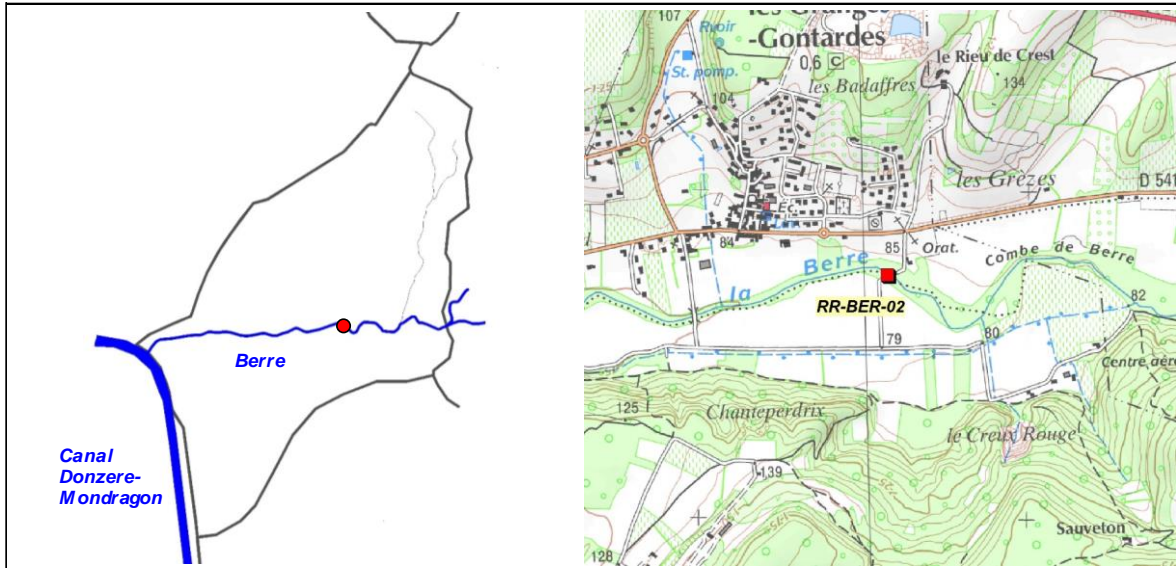 Berre
Canal
Donzere-
Mondragon
107
les Granges
-Gontardes
0,6 C
Rvoir
St. pomp.
104
les Badaffres
le Rieu de Crest
134
les Grèzes
D 541
Ec.
84
85
Orat.
Combe de Berre
la Berre
RR-BER-02
82
80
79
Centre aér
125
Chanteperdrix
le Creux Rouge
139
128
Sauveton